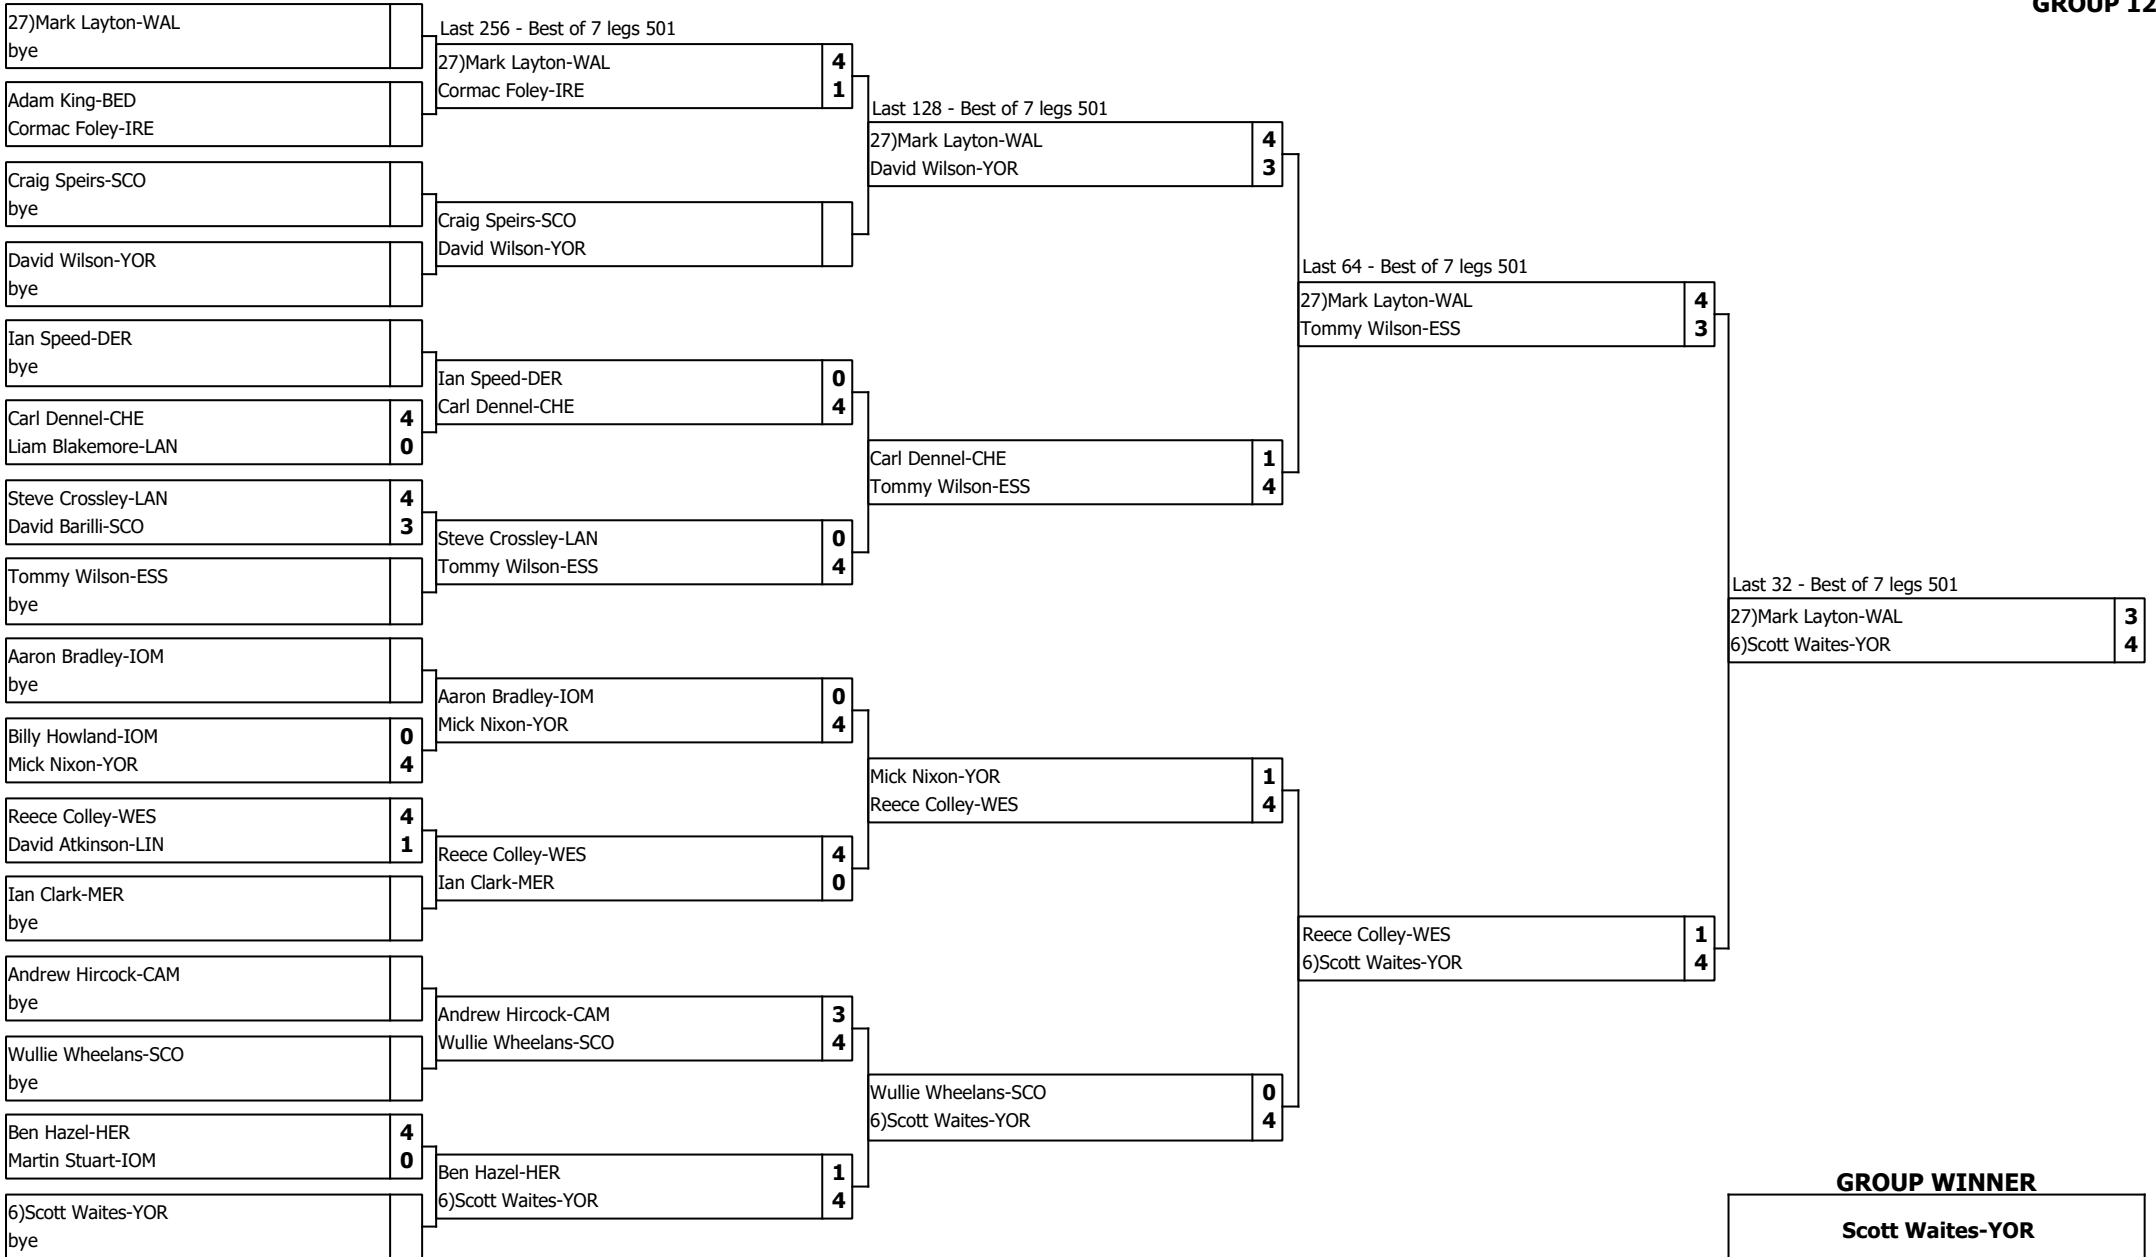 GROUP 12
27)Mark Layton-WAL
bye
Adam King-BED
Cormac Foley-IRE
Craig Speirs-SCO
bye
David Wilson-YOR
bye
Ian Speed-DER
bye
Carl Dennel-CHE 4
Liam Blakemore-LAN 0
Steve Crossley-LAN 4
David Barilli-SCO 3
Tommy Wilson-ESS
bye
Aaron Bradley-IOM
bye
Billy Howland-IOM 0
Mick Nixon-YOR 4
Reece Colley-WES 4
David Atkinson-LIN 1
Ian Clark-MER
bye
Andrew Hircock-CAM
bye
Wullie Wheelans-SCO
bye
Ben Hazel-HER 4
Martin Stuart-IOM 0
6)Scott Waites-YOR
bye
Last 256 - Best of 7 legs 501
27)Mark Layton-WAL 4
Cormac Foley-IRE 1
Craig Speirs-SCO
David Wilson-YOR
Ian Speed-DER 0
Carl Dennel-CHE 4
Steve Crossley-LAN 0
Tommy Wilson-ESS 4
Aaron Bradley-IOM 0
Mick Nixon-YOR 4
Reece Colley-WES 4
Ian Clark-MER 0
Andrew Hircock-CAM 3
Wullie Wheelans-SCO 4
Ben Hazel-HER 1
6)Scott Waites-YOR 4
Last 128 - Best of 7 legs 501
27)Mark Layton-WAL 4
David Wilson-YOR 3
Carl Dennel-CHE 1
Tommy Wilson-ESS 4
Mick Nixon-YOR 1
Reece Colley-WES 4
Wullie Wheelans-SCO 0
6)Scott Waites-YOR 4
Last 64 - Best of 7 legs 501
27)Mark Layton-WAL 4
Tommy Wilson-ESS 3
Reece Colley-WES 1
6)Scott Waites-YOR 4
Last 32 - Best of 7 legs 501
27)Mark Layton-WAL 3
6)Scott Waites-YOR 4
GROUP WINNER
Scott Waites-YOR